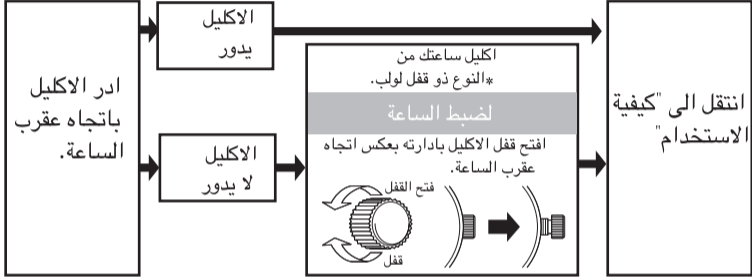 ادر الاكليل
باتجاه عقرب
الساعة.
الاكليل
يدور
الاكليل
لا يدور
اكليل ساعتك من
*النوع ذو قفل لولب.
لضبط الساعة
افتح قفل الاكليل بادارته بعكس اتجاه
عقرب الساعة.
فتح القفل
قفل
انتقل الى "كيفية
الاستخدام"